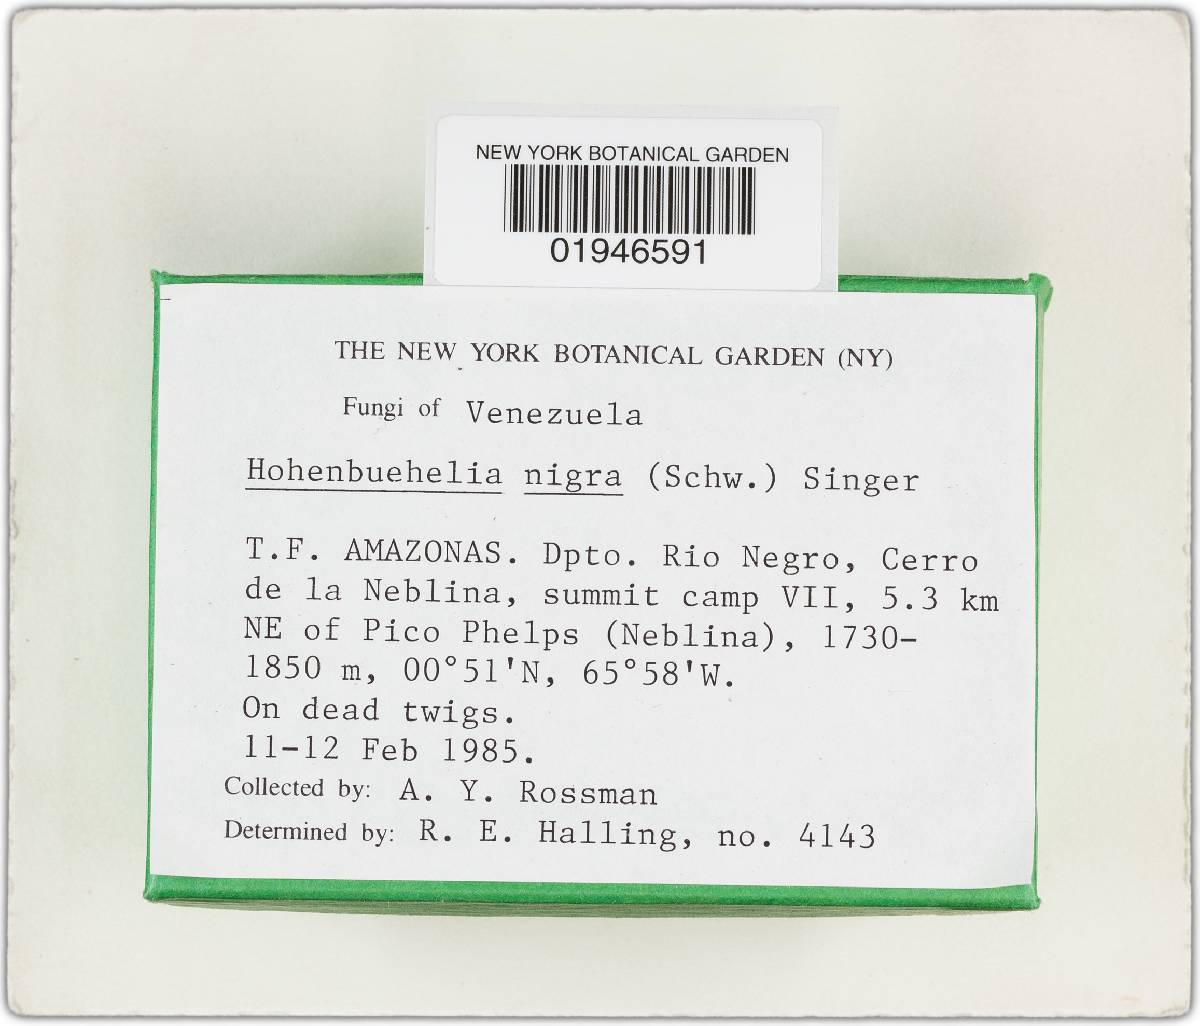 NEW YORK BOTANICAL GARDEN
01946591
THE NEW YORK BOTANICAL GARDEN (NY)
Fungi of Venezuela
Hohenbuehelia nigra (Schw.) Singer
T.F. AMAZONAS. Dpto. Rio Negro, Cerro
de la Neblina, summit camp VII, 5.3 km
NE of Pico Phelps (Neblina), 1730-
1850 m, 00°51'N, 65°58'W.
On dead twigs.
11-12 Feb 1985.
Collected by: A. Y. Rossman
Determined by: R. E. Halling, no. 4143